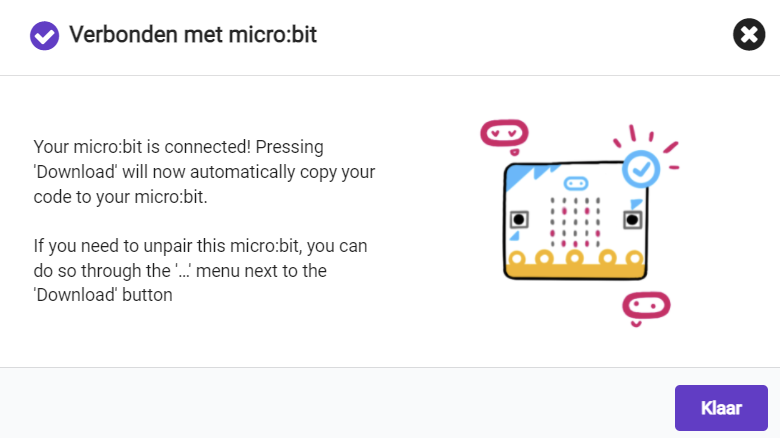 Verbonden met micro:bit
Your micro:bit is connected! Pressing
'Download' will now automatically copy your
code to your micro:bit.
If you need to unpair this micro:bit, you can
do so through the '...' menu next to the
'Download' button
Klaar